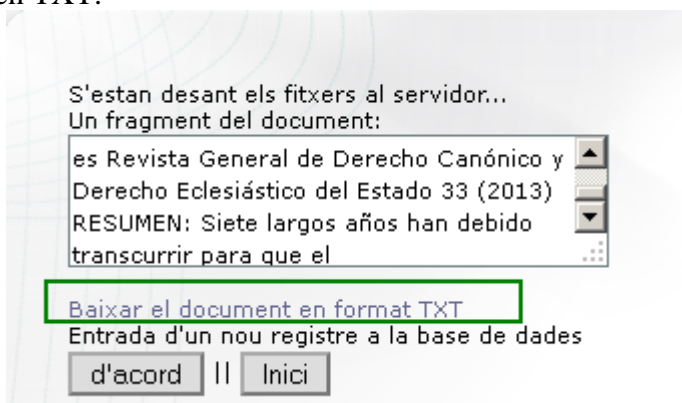 en TXT.
S'estan desant els fitxers al servidor...
Un fragment del document:
es Revista General de Derecho Canónico y
Derecho Eclesiástico del Estado 33 (2013)
RESUMEN: Siete largos años han debido
transcurrir para que el
Baixar el document en format TXT
Entrada d'un nou registre a la base de dades
d'acord || Inici